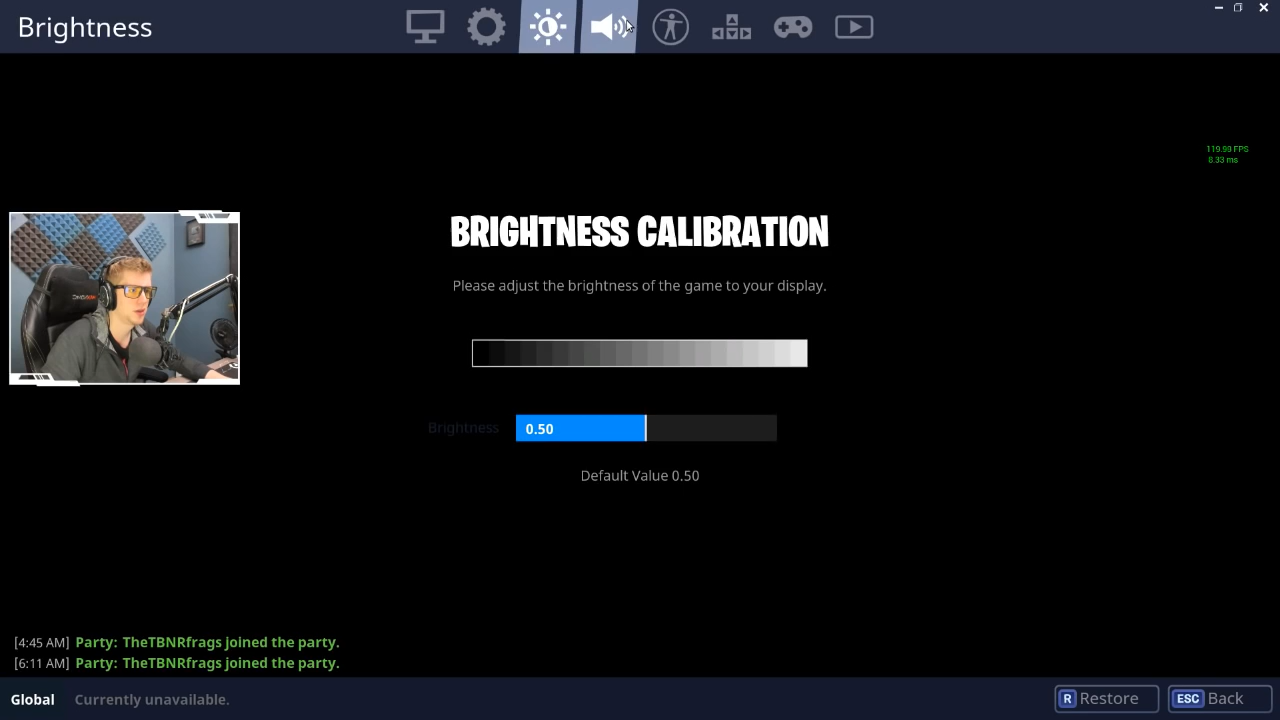 Brightness
119.99 FPS
8.33 ms
BRIGHTNESS CALIBRATION
Please adjust the brightness of the game to your display.
Brightness
0.50
Default Value 0.50
[4:45 AM] Party: TheTBNRfrags joined the party.
[6:11 AM] Party: TheTBNRfrags joined the party.
Global Currently unavailable.
R Restore
ESC Back